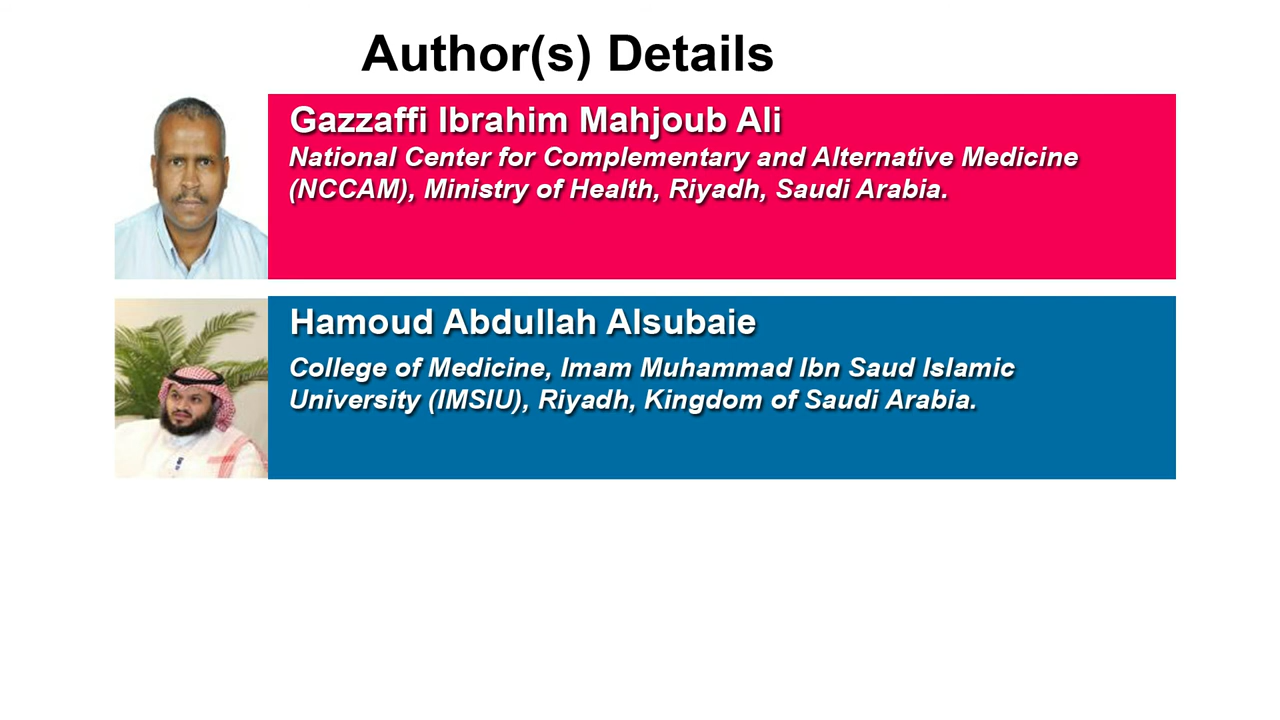 Author(s) Details
Gazzaffi Ibrahim Mahjoub Ali
National Center for Complementary and Alternative Medicine
(NCCAM), Ministry of Health, Riyadh, Saudi Arabia.
Hamoud Abdullah Alsubaie
College of Medicine, Imam Muhammad Ibn Saud Islamic
University (IMSIU), Riyadh, Kingdom of Saudi Arabia.